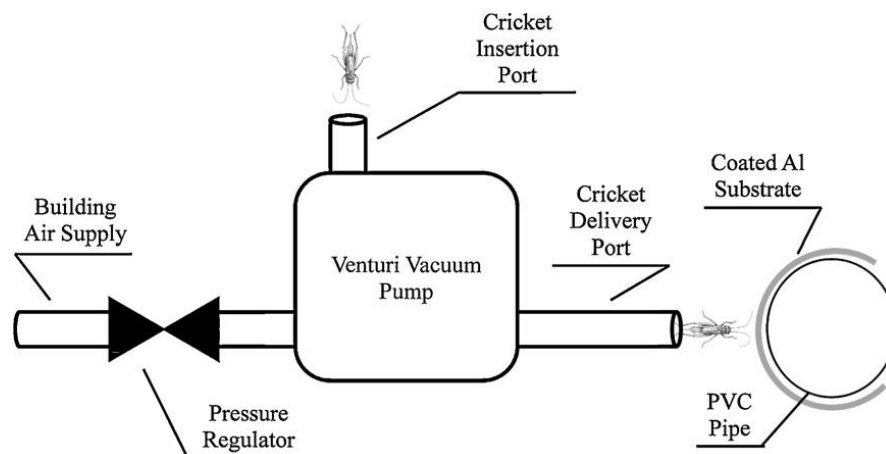 Cricket
Insertion
Port
Coated Al
Substrate
Building
Air Supply
Cricket
Delivery
Port
Venturi Vacuum
Pump
Pressure
Regulator
PVC
Pipe